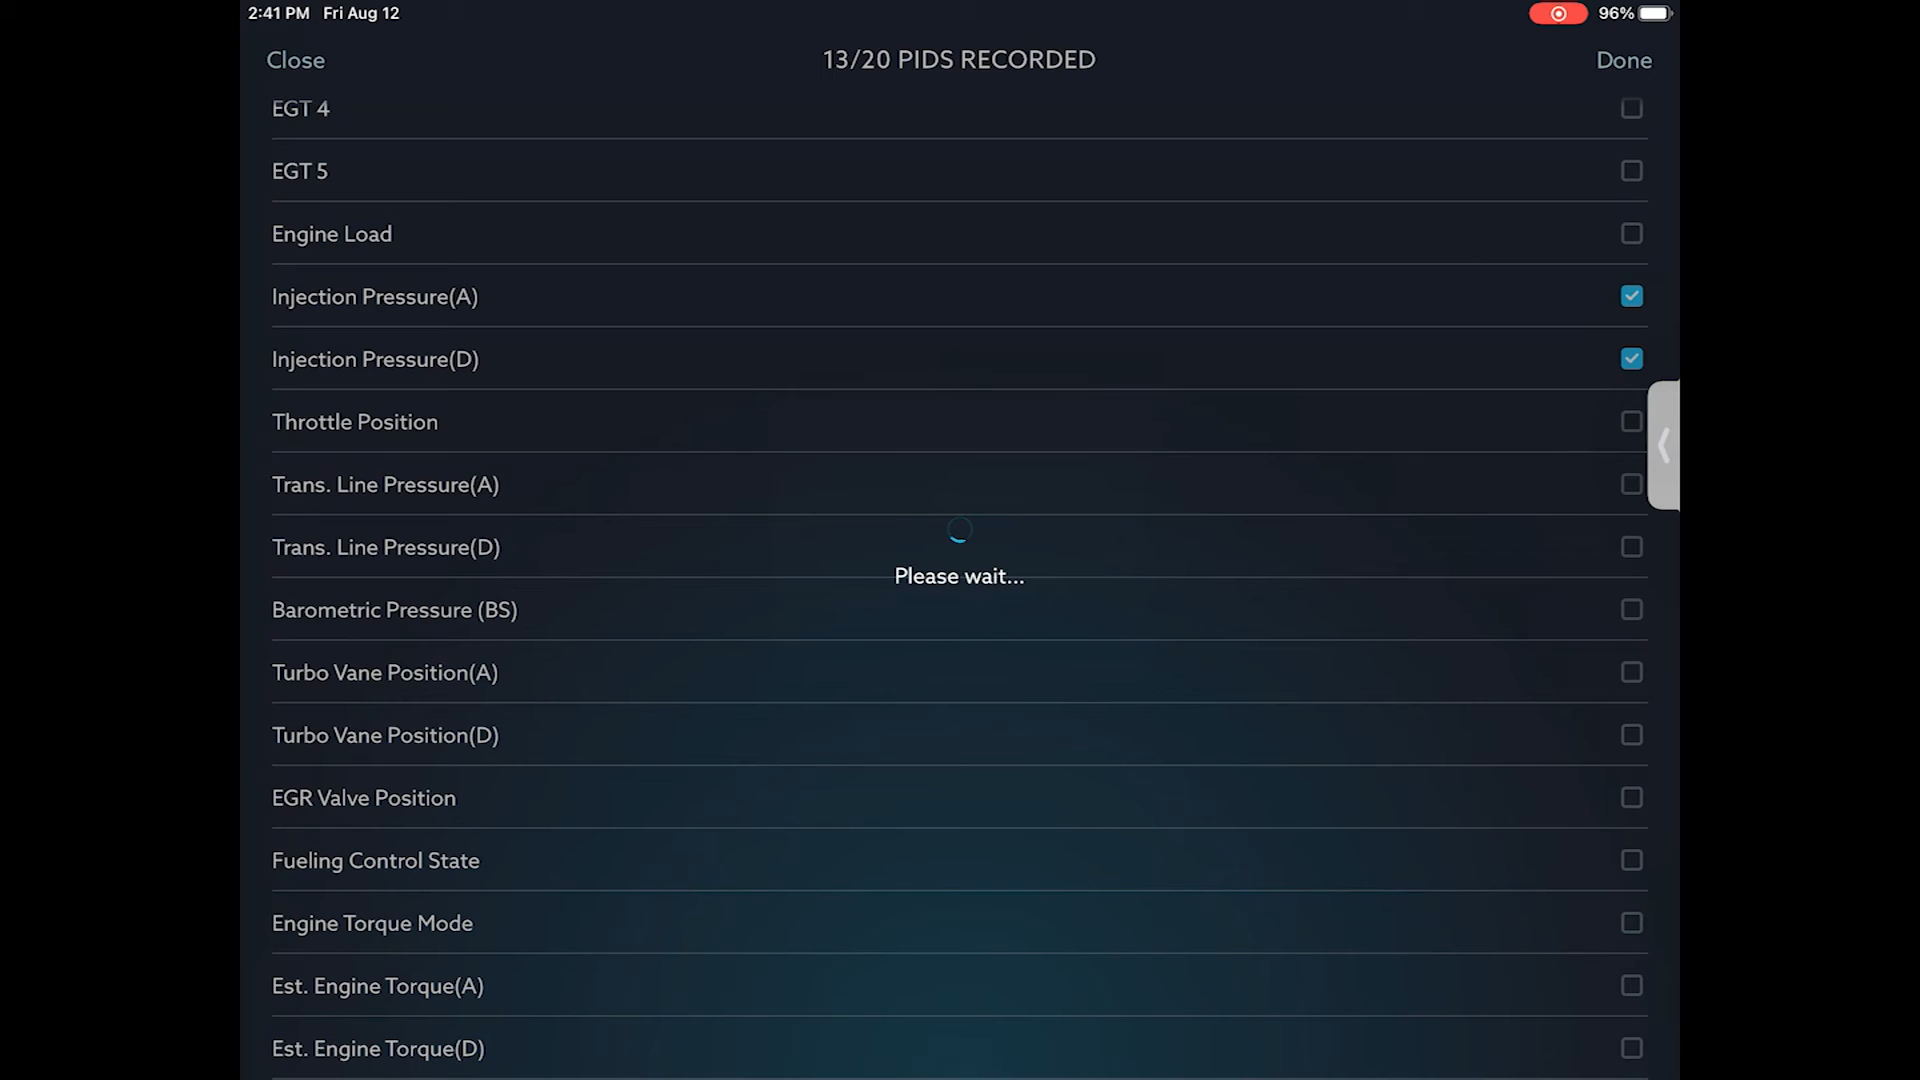 2:41 PM Fri Aug 12
96%
Close
13/20 PIDS RECORDED
Done
EGT 4
EGT 5
Engine Load
Injection Pressure(A)
Injection Pressure(D)
Throttle Position
Trans. Line Pressure(A)
Trans. Line Pressure(D)
Please wait...
Barometric Pressure (BS)
Turbo Vane Position(A)
Turbo Vane Position(D)
EGR Valve Position
Fueling Control State
Engine Torque Mode
Est. Engine Torque(A)
Est. Engine Torque(D)